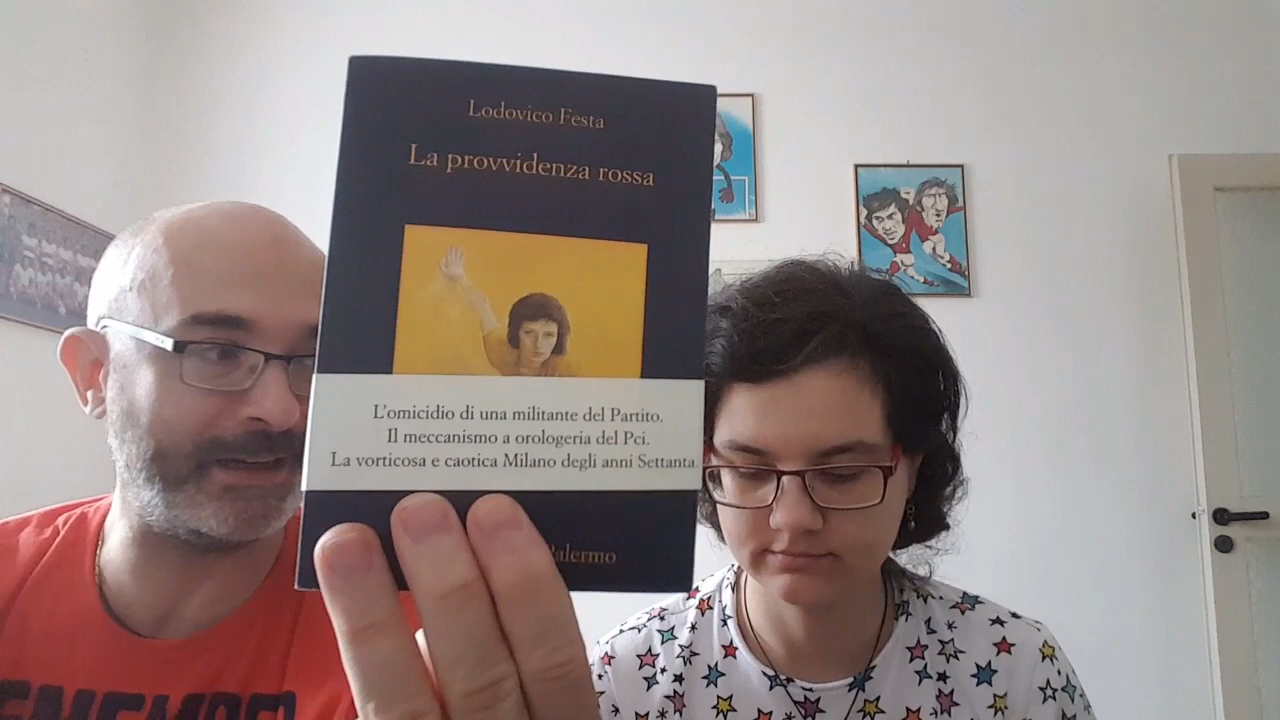 Lodovico Festa
La provvidenza rossa
L'omicidio di una militante del Partito.
Il meccanismo a orologeria del Pci.
La vorticosa e caotica Milano degli anni Settanta.
Palermo